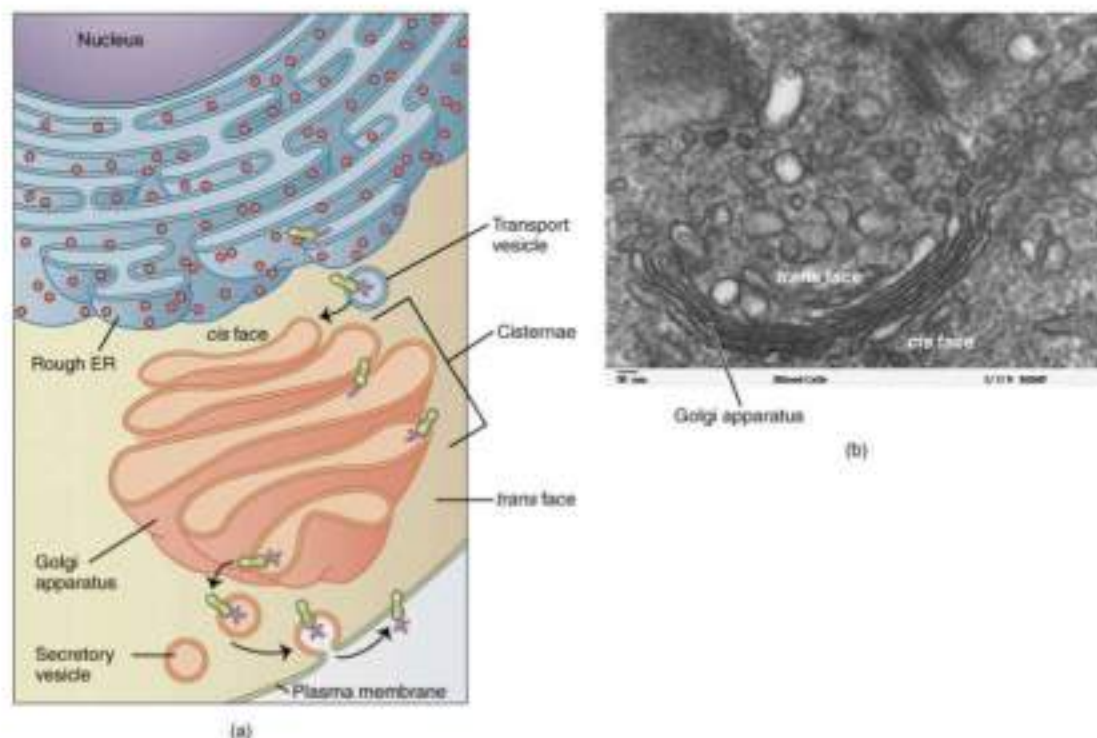 Nucleus
Transport
vesicle
cis face
Cisternae
Rough ER
trans face
Golgi
apparatus
Secretory
vesicle
Plasma membrane
(a)
trans face
cis face
Golgi apparatus
(b)